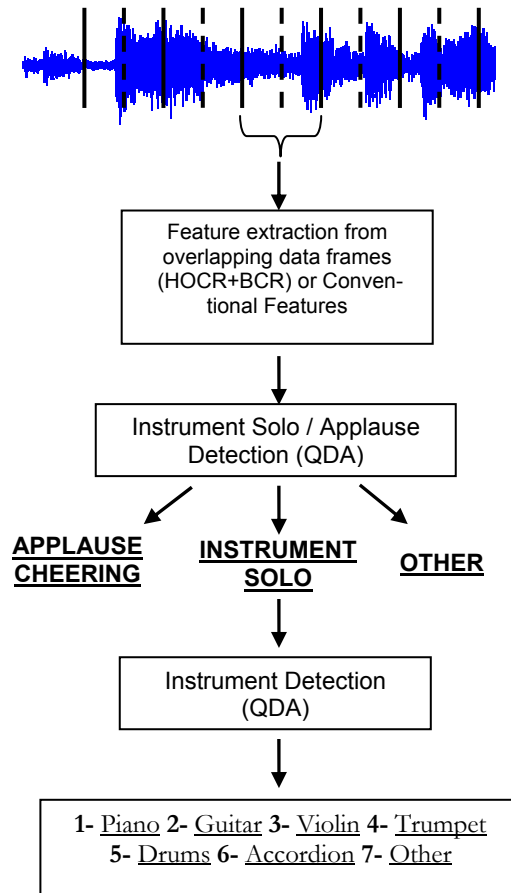 Feature extraction from
overlapping data frames
(HOCR+BCR) or Conven-
tional Features
Instrument Solo / Applause
Detection (QDA)
APPLAUSE
CHEERING
INSTRUMENT
SOLO
OTHER
Instrument Detection
(QDA)
1- Piano 2- Guitar 3- Violin 4- Trumpet
5- Drums 6- Accordion 7- Other